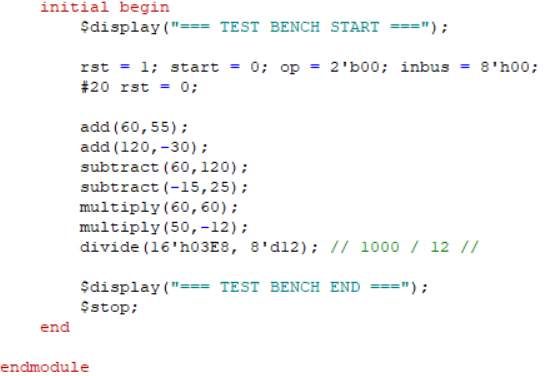 initial begin
$display("=== TEST BENCH START ===");
rst = 1; start = 0; op = 2'b00; inbus = 8'h00;
#20 rst = 0;
add(60,55);
add(120,-30);
subtract(60,120);
subtract(-15,25);
multiply(60,60);
multiply(50,-12);
divide(16'h03E8, 8'd12); // 1000 / 12 //
$display("=== TEST BENCH END ===");
$stop;
end
endmodule